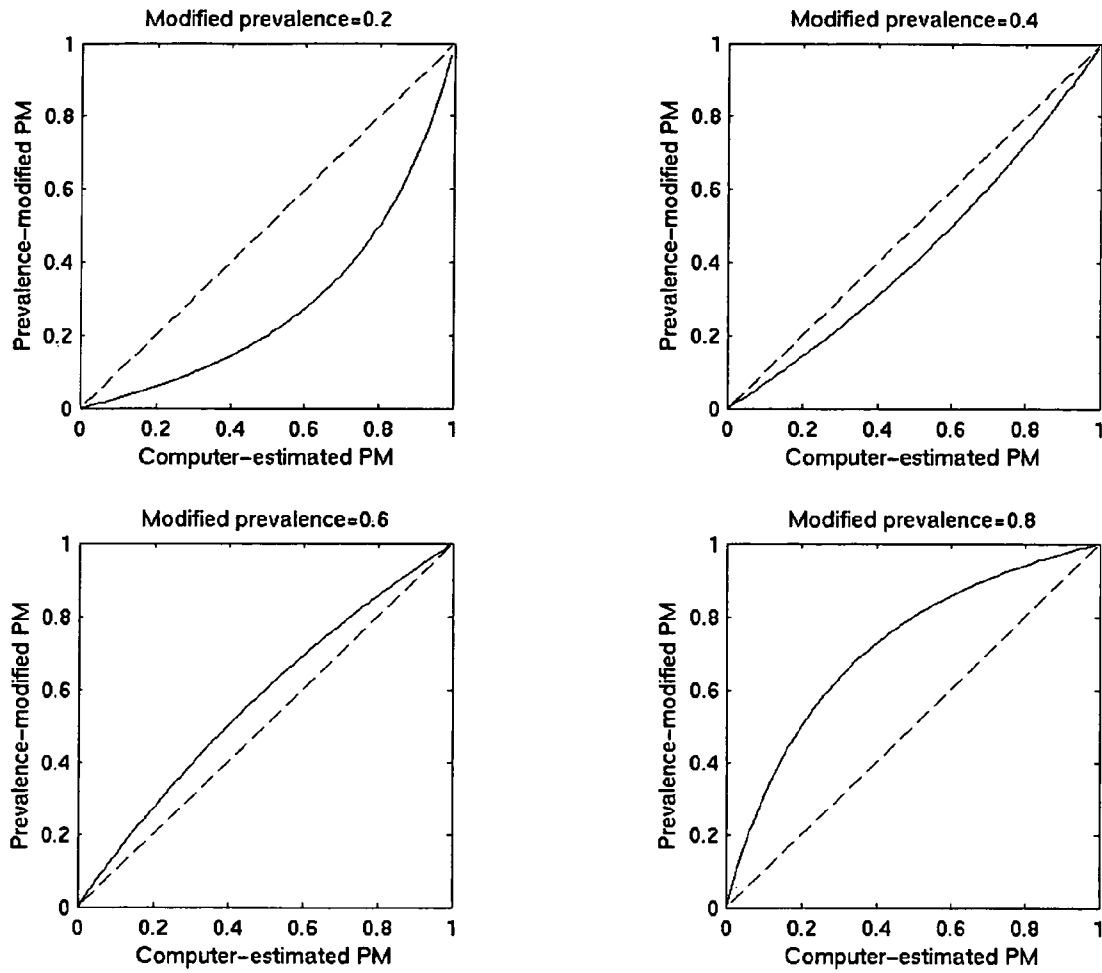 Modified prevalence=0.2
1
0.8
0.6
0.4
0.2
0
Prevalence-modified PM
0 0.2 0.4 0.6 0.8 1
Computer-estimated PM
Modified prevalence=0.4
1
0.8
0.6
0.4
0.2
0
Prevalence-modified PM
0 0.2 0.4 0.6 0.8 1
Computer-estimated PM
Modified prevalence=0.6
1
0.8
0.6
0.4
0.2
0
Prevalence-modified PM
0 0.2 0.4 0.6 0.8 1
Computer-estimated PM
Modified prevalence=0.8
1
0.8
0.6
0.4
0.2
0
Prevalence-modified PM
0 0.2 0.4 0.6 0.8 1
Computer-estimated PM